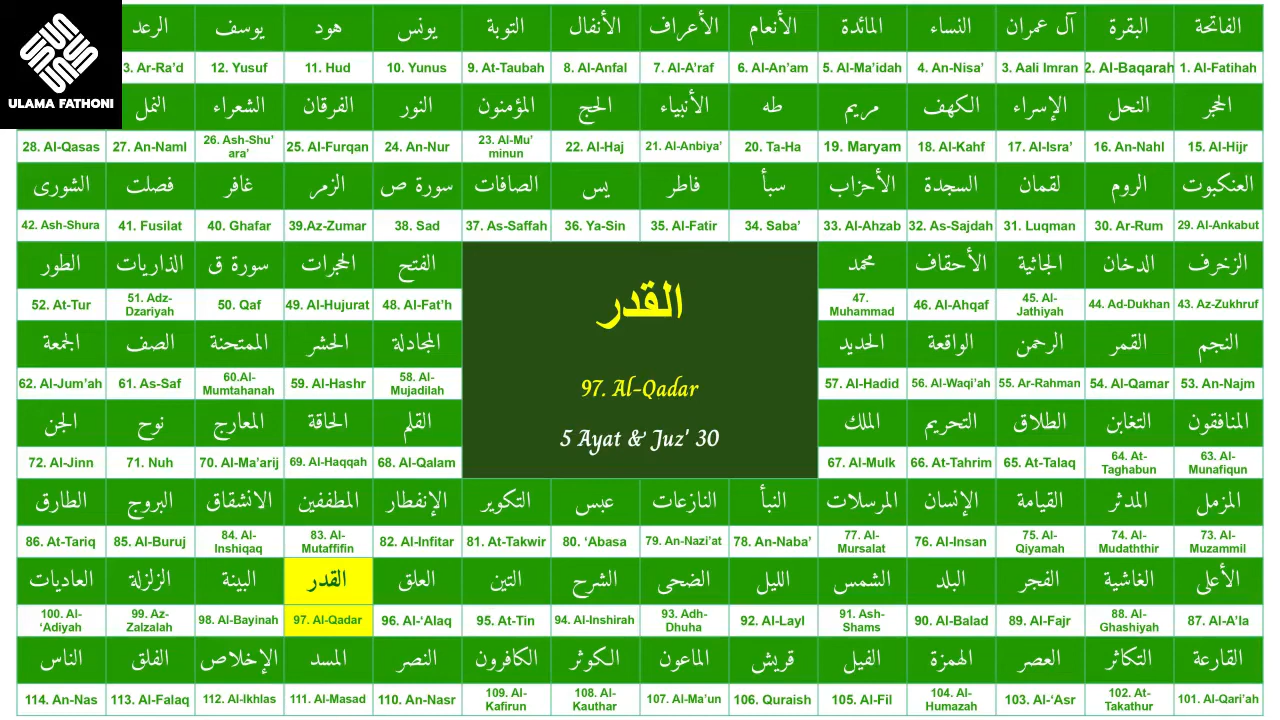 الفاتحة البقرة آل عمران النساء المائدة الأنعام الأعراف الأنفال التوبة يونس هود يوسف الرعد
3. Ar-Ra’d 12. Yusuf 11. Hud 10. Yunus 9. At-Taubah 8. Al-Anfal 7. Al-A’raf 6. Al-An’am 5. Al-Ma’idah 4. An-Nisa’ 3. Aali Imran 2. Al-Baqarah 1. Al-Fatihah
ULAMA FATHONI
الحجر النحل الإسراء الكهف مريم طه الأنبياء الحج المؤمنون النور الفرقان الشعراء النمل
28. Al-Qasas 27. An-Naml 26. Ash-Shu’ara’ 25. Al-Furqan 24. An-Nur 23. Al-Mu’minun 22. Al-Haj 21. Al-Anbiya’ 20. Ta-Ha 19. Maryam 18. Al-Kahf 17. Al-Isra’ 16. An-Nahl 15. Al-Hijr
العنكبوت الروم لقمان السجدة الأحزاب سبأ فاطر يس الصافات سورة ص الزمر غافر فصلت الشورى
42. Ash-Shura 41. Fusilat 40. Ghafar 39.Az-Zumar 38. Sad 37. As-Saffah 36. Ya-Sin 35. Al-Fatir 34. Saba’ 33. Al-Ahzab 32. As-Sajdah 31. Luqman 30. Ar-Rum 29. Al-Ankabut
الزخرف الدخان الجاثية الأحقاف محمد الفتح الحجرات سورة ق الذاريات الطور
52. At-Tur 51. Adz-Dzariyah 50. Qaf 49. Al-Hujurat 48. Al-Fat’h 47. Muhammad 46. Al-Ahqaf 45. Al-Jathiyah 44. Ad-Dukhan 43. Az-Zukhruf
القدر
97. Al-Qadar
5 Ayat & Juz' 30
النجم القمر الرحمن الواقعة الحديد المجادلة الحشر الممتحنة الصف الجمعة
62. Al-Jum’ah 61. As-Saf 60.Al-Mumtahanah 59. Al-Hashr 58. Al-Mujadilah 57. Al-Hadid 56. Al-Waqi’ah 55. Ar-Rahman 54. Al-Qamar 53. An-Najm
المنافقون التغابن الطلاق التحريم الملك القلم الحاقة المعارج نوح الجن
72. Al-Jinn 71. Nuh 70. Al-Ma’arij 69. Al-Haqqah 68. Al-Qalam 67. Al-Mulk 66. At-Tahrim 65. At-Talaq 64. At-Taghabun 63. Al-Munafiqun
المزمل المدثر القيامة الإنسان المرسلات النبأ النازعات عبس التكوير الإنفطار المطففين الانشقاق البروج الطارق
86. At-Tariq 85. Al-Buruj 84. Al-Inshiqaq 83. Al-Mutaffifin 82. Al-Infitar 81. At-Takwir 80. ‘Abasa 79. An-Nazi’at 78. An-Naba’ 77. Al-Mursalat 76. Al-Insan 75. Al-Qiyamah 74. Al-Mudaththir 73. Al-Muzammil
الأعلى الغاشية الفجر البلد الشمس الليل الضحى الشرح التين العلق القدر البينة الزلزلة العاديات
100. Al-‘Adiyah 99. Az-Zalzalah 98. Al-Bayinah 97. Al-Qadar 96. Al-‘Alaq 95. At-Tin 94. Al-Inshirah 93. Adh-Dhuha 92. Al-Layl 91. Ash-Shams 90. Al-Balad 89. Al-Fajr 88. Al-Ghashiyah 87. Al-A’la
القارعة التكاثر العصر الهمزة الفيل قريش الماعون الكوثر الكافرون النصر المسد الإخلاص الفلق الناس
114. An-Nas 113. Al-Falaq 112. Al-Ikhlas 111. Al-Masad 110. An-Nasr 109. Al-Kafirun 108. Al-Kauthar 107. Al-Ma’un 106. Quraish 105. Al-Fil 104. Al-Humazah 103. Al-‘Asr 102. At-Takathur 101. Al-Qari’ah